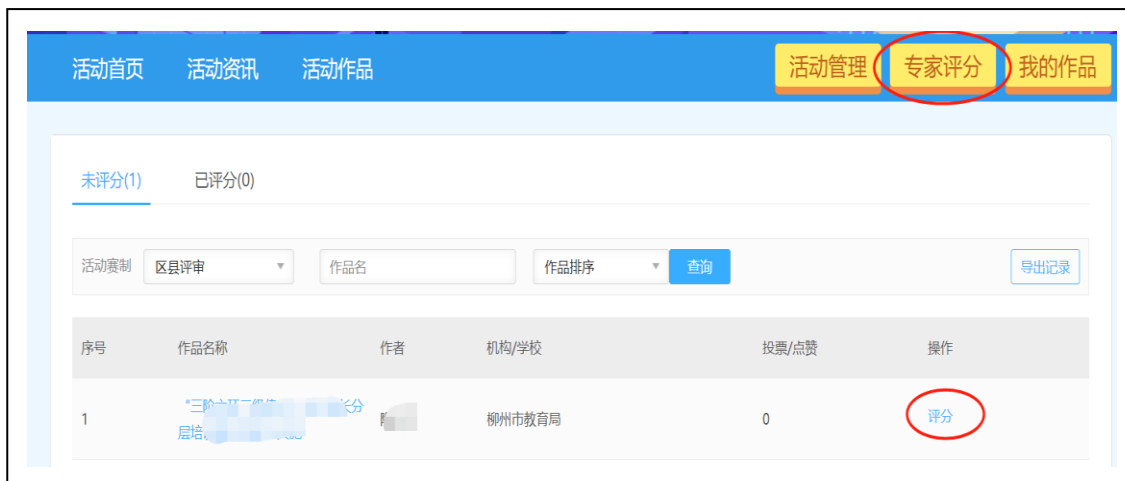 活动首页 活动资讯 活动作品 活动管理 专家评分 我的作品
未评分(1) 已评分(0)
活动赛制 区县评审 作品名 作品排序 查询 导出记录
序号 作品名称 作者 机构/学校 投票/点赞 操作
"三阶 长分
1 柳州市教育局 0 评分
层培